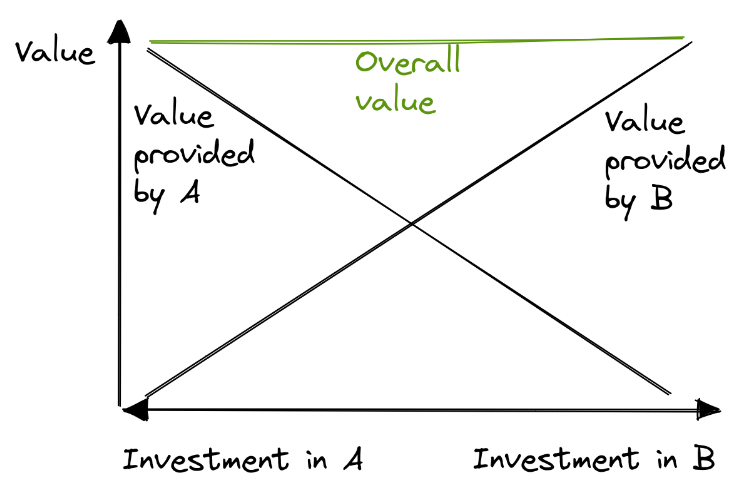 Value
Overall
value
Value
provided
by A
Value
provided
by B
Investment in A
Investment in B